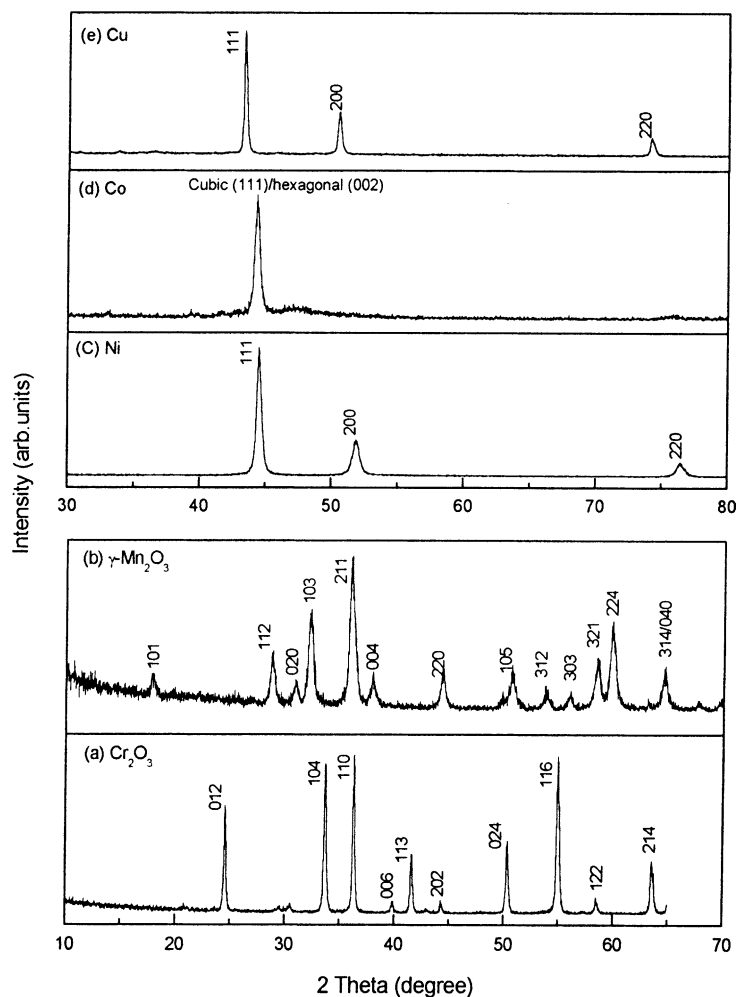 (e) Cu
111
200
220
(d) Co
Cubic (111)/hexagonal (002)
(C) Ni
111
200
220
30 40 50 60 70 80
Intensity (arb.units)
(b) γ-Mn₂O₃
101
112
020
103
211
004
220
105
312
303
321
224
314/040
(a) Cr₂O₃
012
104
110
006
113
202
024
116
122
214
10 20 30 40 50 60 70
2 Theta (degree)